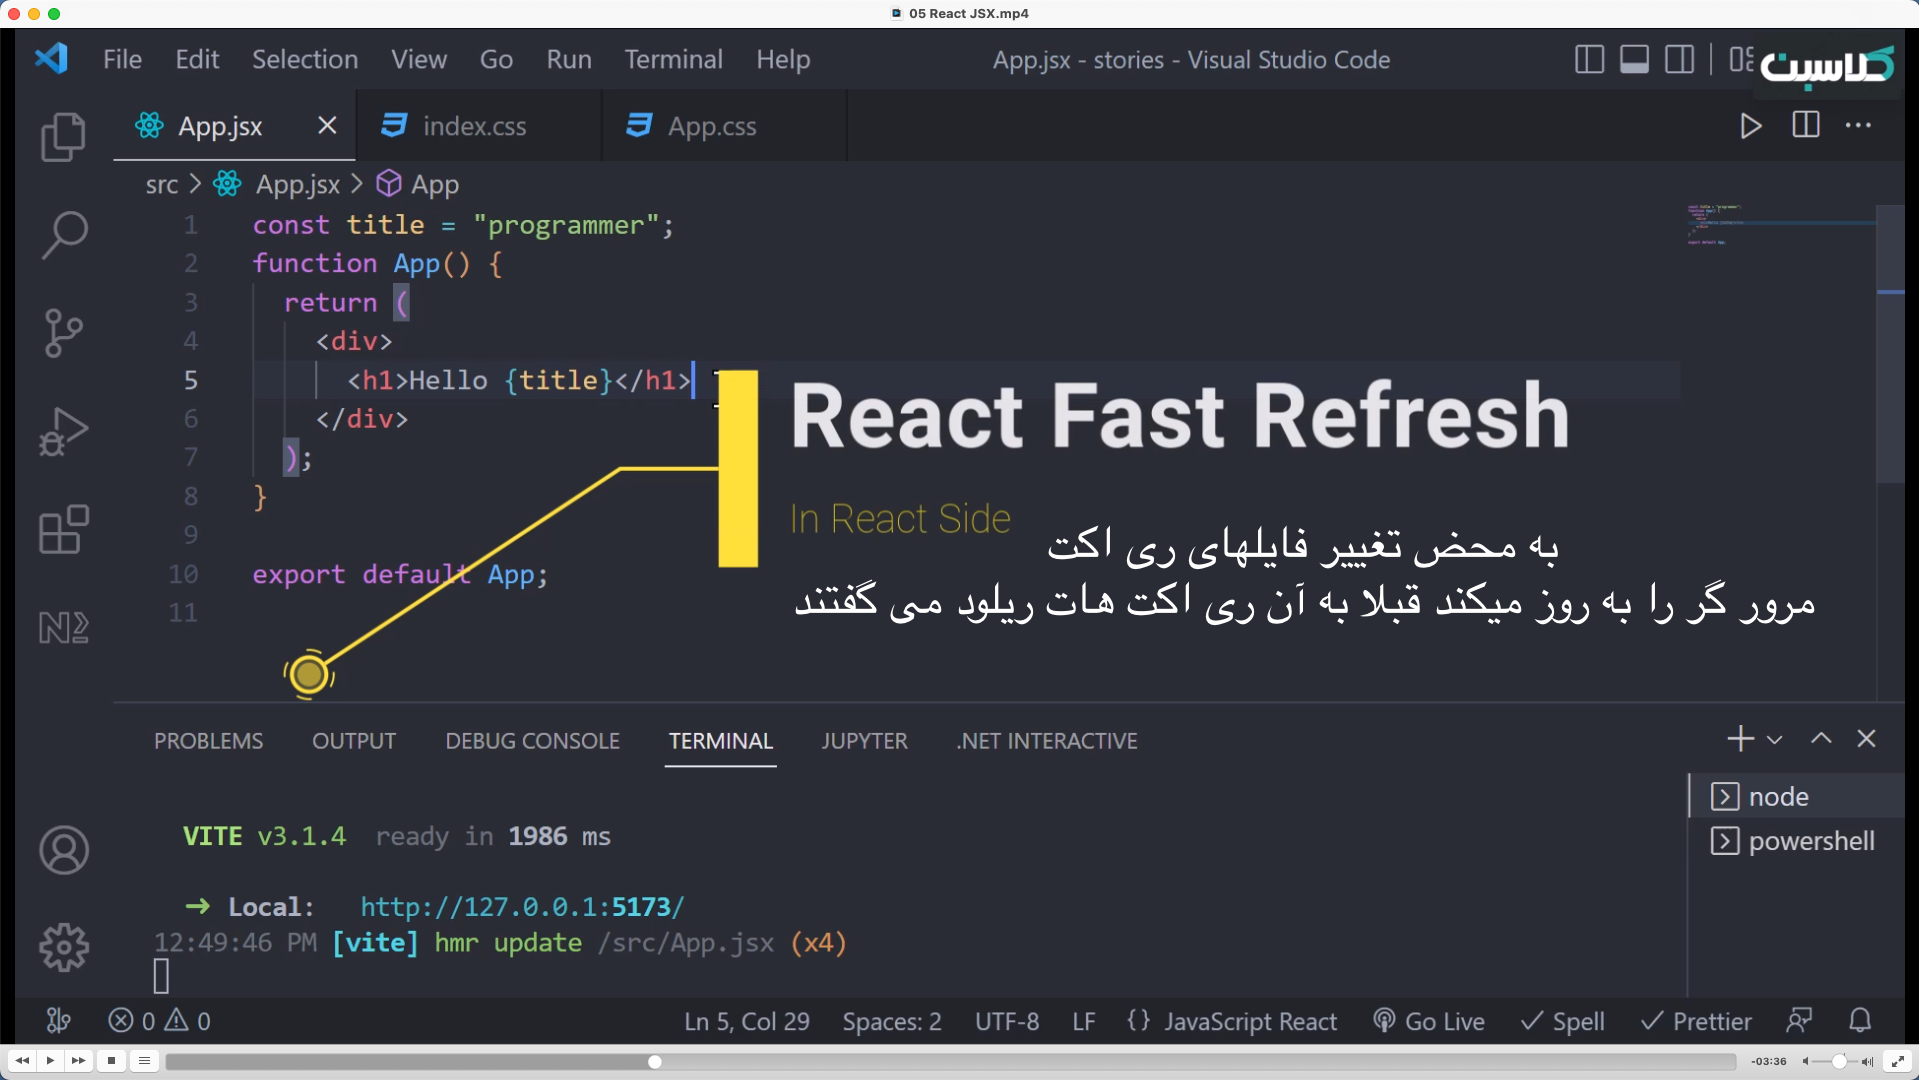 05 React JSX.mp4
File Edit Selection View Go Run Terminal Help App.jsx - stories - Visual Studio Code
کلاسبن
App.jsx index.css App.css
src > App.jsx > App
1 const title = "programmer";
2 function App() {
3 return (
4 <div>
5 <h1>Hello {title}</h1>
6 </div>
7 );
8 }
9
10 export default App;
11
React Fast Refresh
In React Side
به محض تغییر فایلهای ری اکت
مرور گر را به روز میکند قبلا به آن ری اکت هات ریلود می گفتند
PROBLEMS OUTPUT DEBUG CONSOLE TERMINAL JUPYTER .NET INTERACTIVE
node
powershell
VITE v3.1.4 ready in 1986 ms
➜ Local: http://127.0.0.1:5173/
12:49:46 PM [vite] hmr update /src/App.jsx (x4)
0 0 Ln 5, Col 29 Spaces: 2 UTF-8 LF {} JavaScript React Go Live Spell Prettier
-03:36